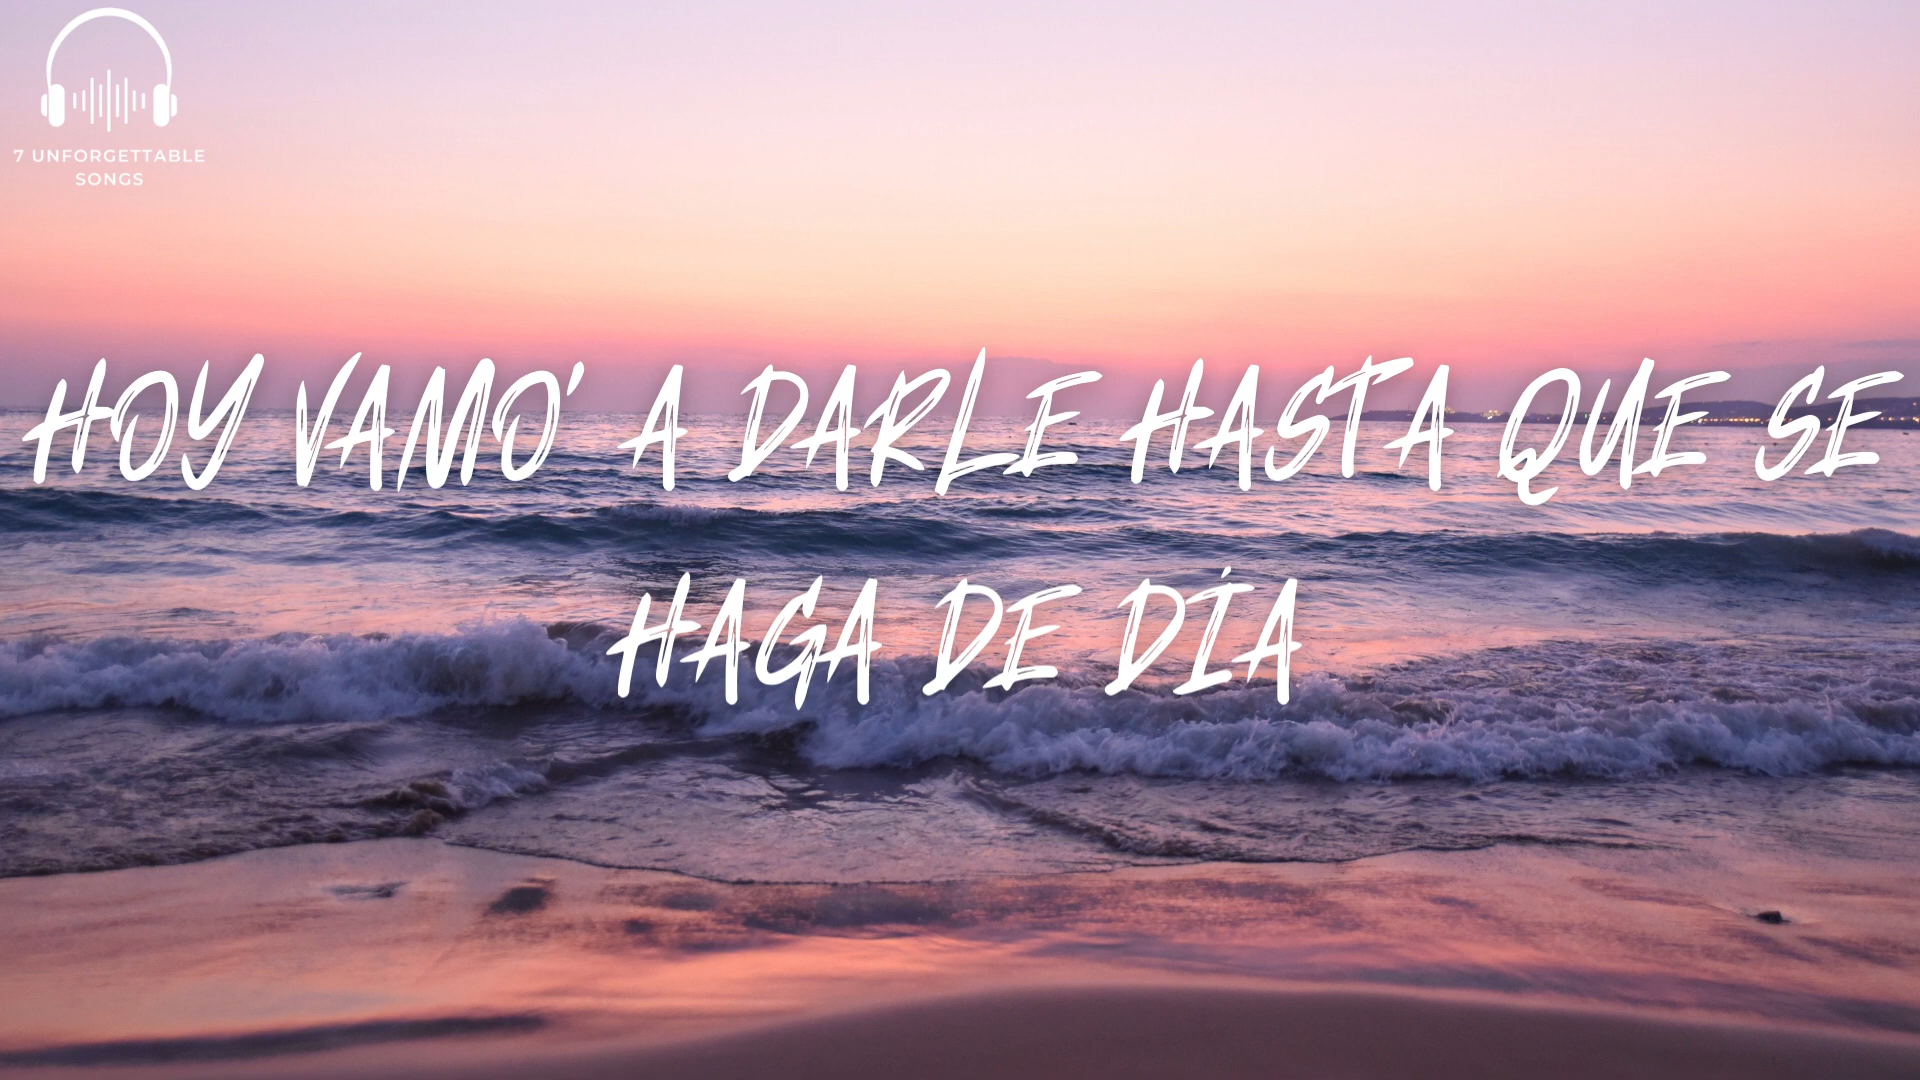 7 UNFORGETTABLE
SONGS
HOY VAMO' A DARLE HASTA QUE SE
HAGA DE DÍA